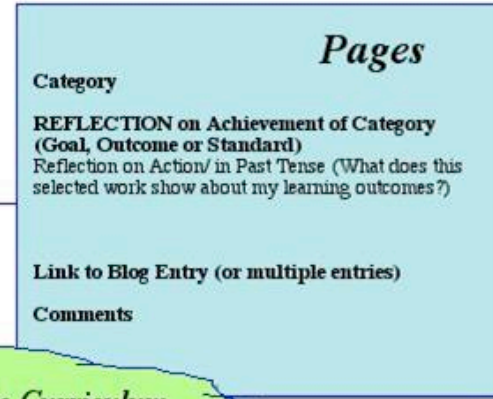 Pages
Category
REFLECTION on Achievement of Category
(Goal, Outcome or Standard)
Reflection on Action/ in Past Tense (What does this
selected work show about my learning outcomes?)
Link to Blog Entry (or multiple entries)
Comments
Curriculum